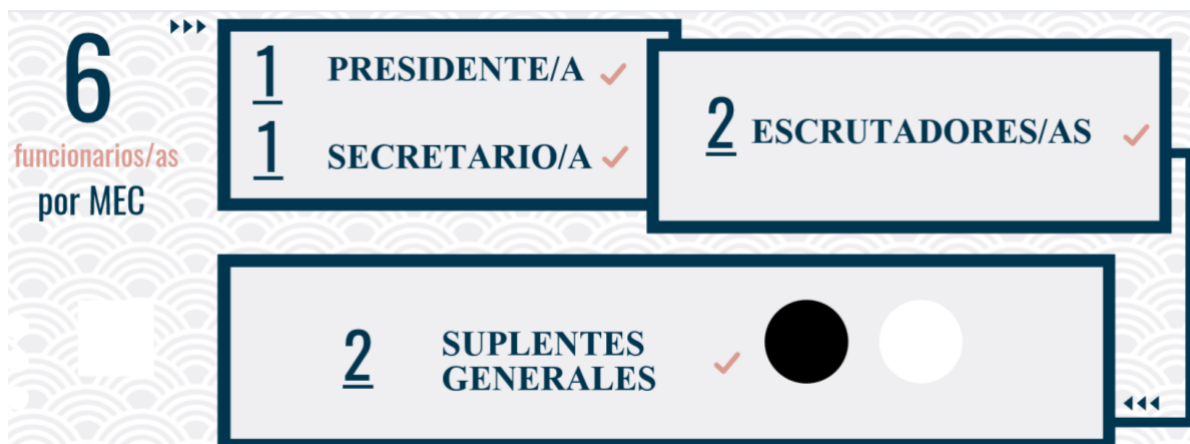 6
funcionarios/as
por MEC
1 PRESIDENTE/A
1 SECRETARIO/A
2 ESCRUTADORES/AS
2 SUPLENTES
GENERALES